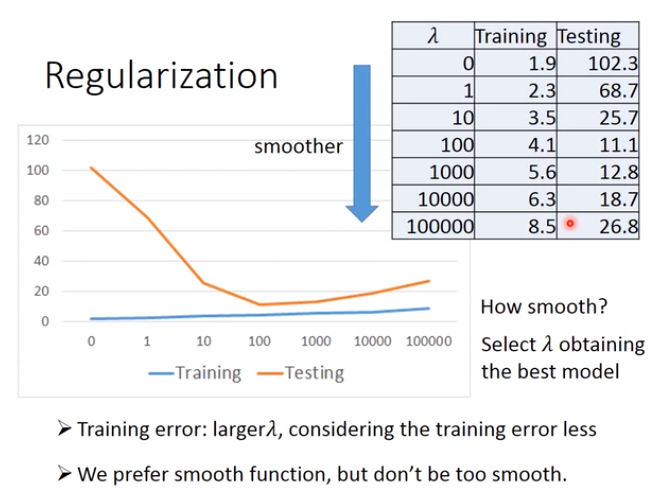 Regularization
λ Training Testing
0 1.9 102.3
1 2.3 68.7
10 3.5 25.7
100 4.1 11.1
1000 5.6 12.8
10000 6.3 18.7
100000 8.5 26.8
smoother
120
100
80
60
40
20
0
0 1 10 100 1000 10000 100000
Training Testing
How smooth?
Select λ obtaining
the best model
➢ Training error: largerλ, considering the training error less
➢ We prefer smooth function, but don’t be too smooth.